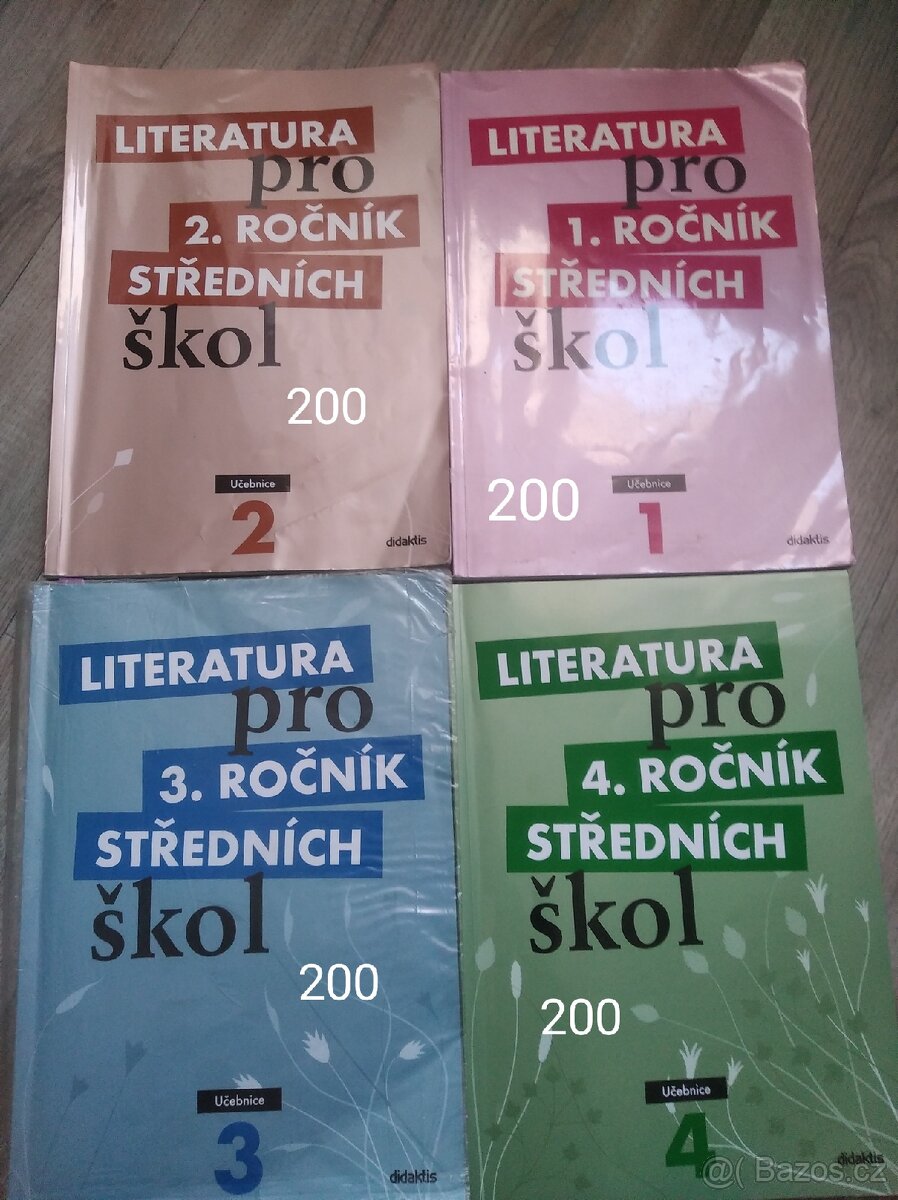 LITERATURA
pro
2. ROČNÍK
STŘEDNÍCH
škol
200
Učebnice
2
didaktis
LITERATURA
pro
1. ROČNÍK
STŘEDNÍCH
škol
200
Učebnice
1
didaktis
LITERATURA
pro
3. ROČNÍK
STŘEDNÍCH
škol
200
Učebnice
3
didaktis
LITERATURA
pro
4. ROČNÍK
STŘEDNÍCH
škol
200
Učebnice
4
didaktis
@( Bazos.cz